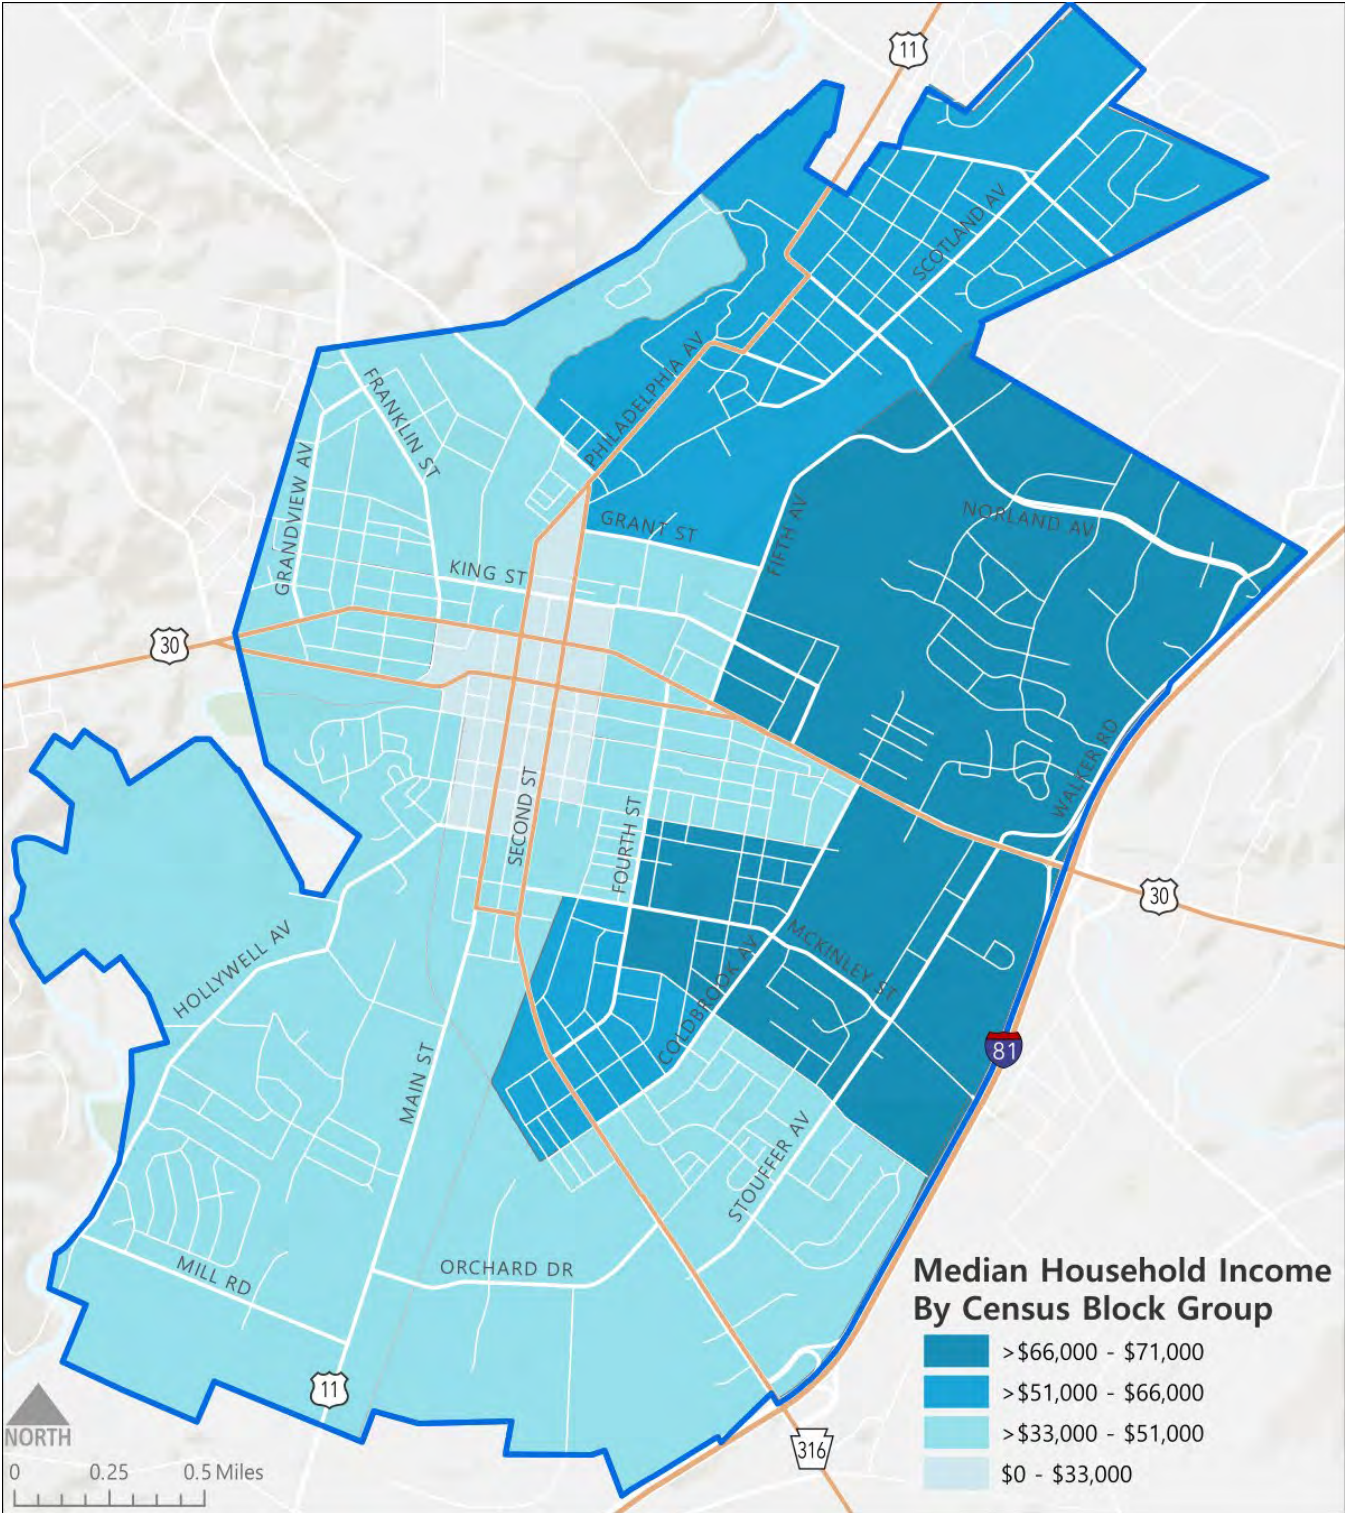 11
SCOTLAND AV
PHILADELPHIA AV
FRANKLIN ST
GRANDVIEW AV
GRANT ST
FIFTH AV
NORLAND AV
KING ST
30
WALKER RD
SECOND ST
FOURTH ST
30
HOLLYWELL AV
MCKINLEY ST
COLDBROOK AV
81
MAIN ST
STOUFFER AV
MILL RD
ORCHARD DR
11
316
NORTH
0 0.25 0.5 Miles
Median Household Income
By Census Block Group
>$66,000 - $71,000
>$51,000 - $66,000
>$33,000 - $51,000
$0 - $33,000